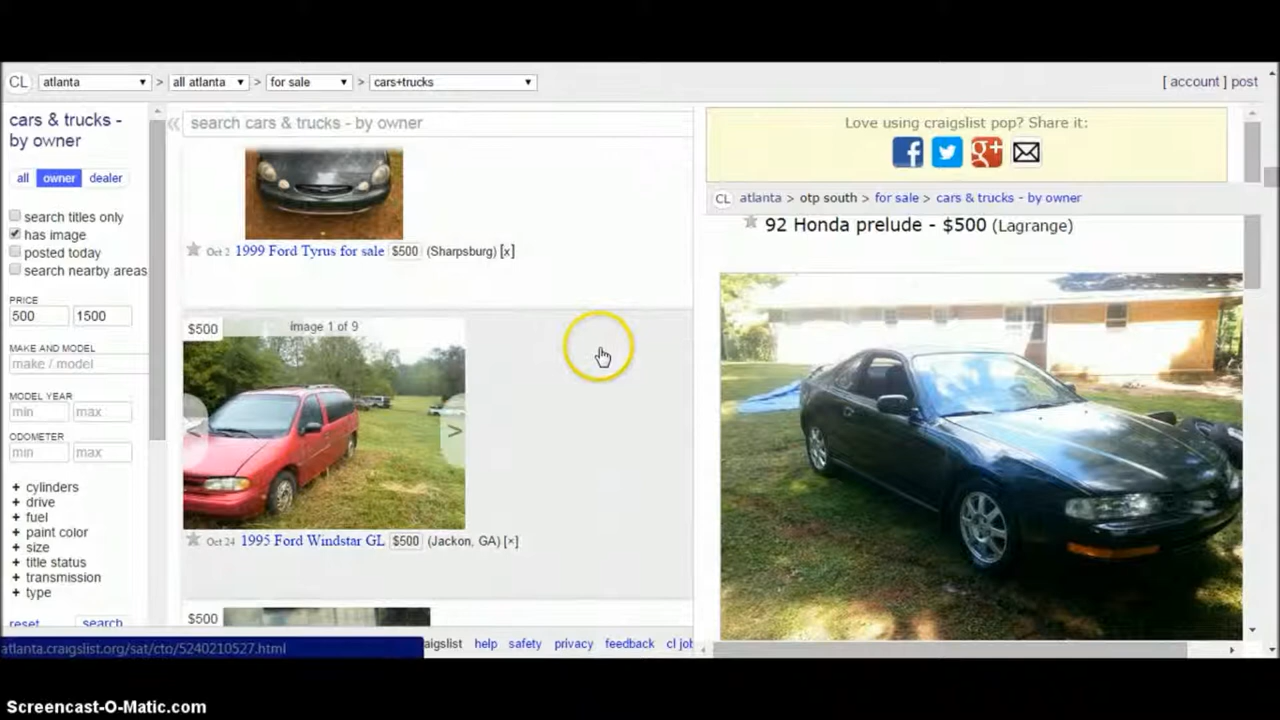 CL atlanta > all atlanta > for sale > cars+trucks [ account ] post
cars & trucks - by owner
all owner dealer
search titles only
has image
posted today
search nearby areas
PRICE
500 1500
MAKE AND MODEL
make / model
MODEL YEAR
min max
ODOMETER
min max
+ cylinders
+ drive
+ fuel
+ paint color
+ size
+ title status
+ transmission
+ type
reset search
« search cars & trucks - by owner
Oct 2 1999 Ford Tyrus for sale $500 (Sharpsburg) [x]
$500 image 1 of 9
< >
Oct 24 1995 Ford Windstar GL $500 (Jackon, GA) [×]
$500
aigslist help safety privacy feedback cl job
atlanta.craigslist.org/sat/cto/5240210527.html
Love using craigslist pop? Share it:
CL atlanta > otp south > for sale > cars & trucks - by owner
92 Honda prelude - $500 (Lagrange)
Screencast-O-Matic.com